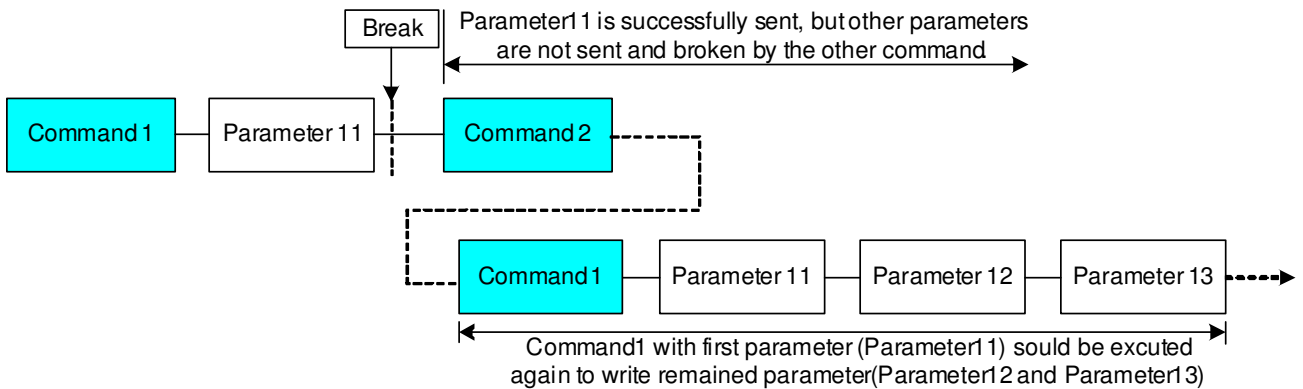 Break
Parameter11 is successfully sent, but other parameters
are not sent and broken by the other command.
Command 1
Parameter 11
Command 2
Command1
Parameter 11
Parameter 12
Parameter 13
Command1 with first parameter (Parameter11) sould be excuted
again to write remained parameter(Parameter12 and Parameter13)